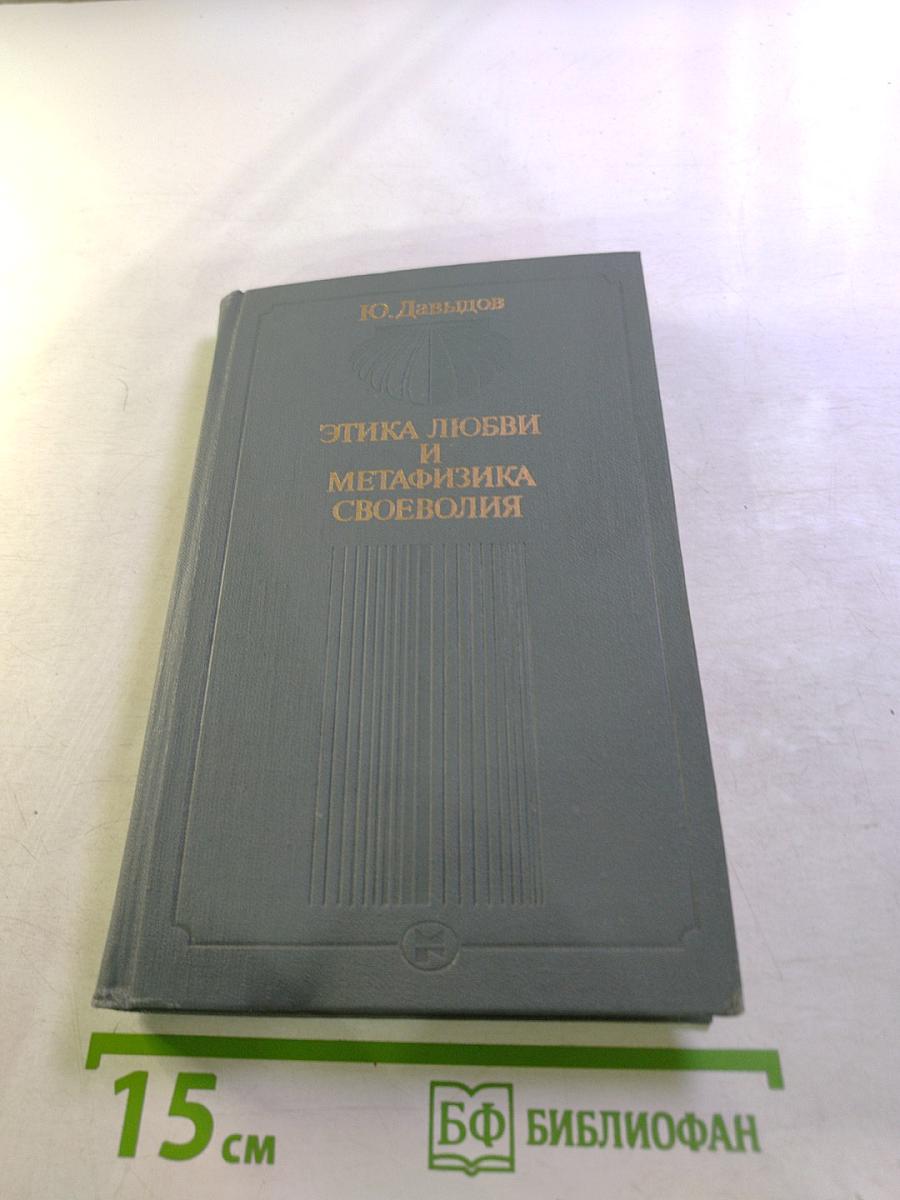 Ю. Давыдов
ЭТИКА ЛЮБВИ
И
МЕТАФИЗИКА
СВОЕВОЛИЯ
15 см
БФ БИБЛИОФАН